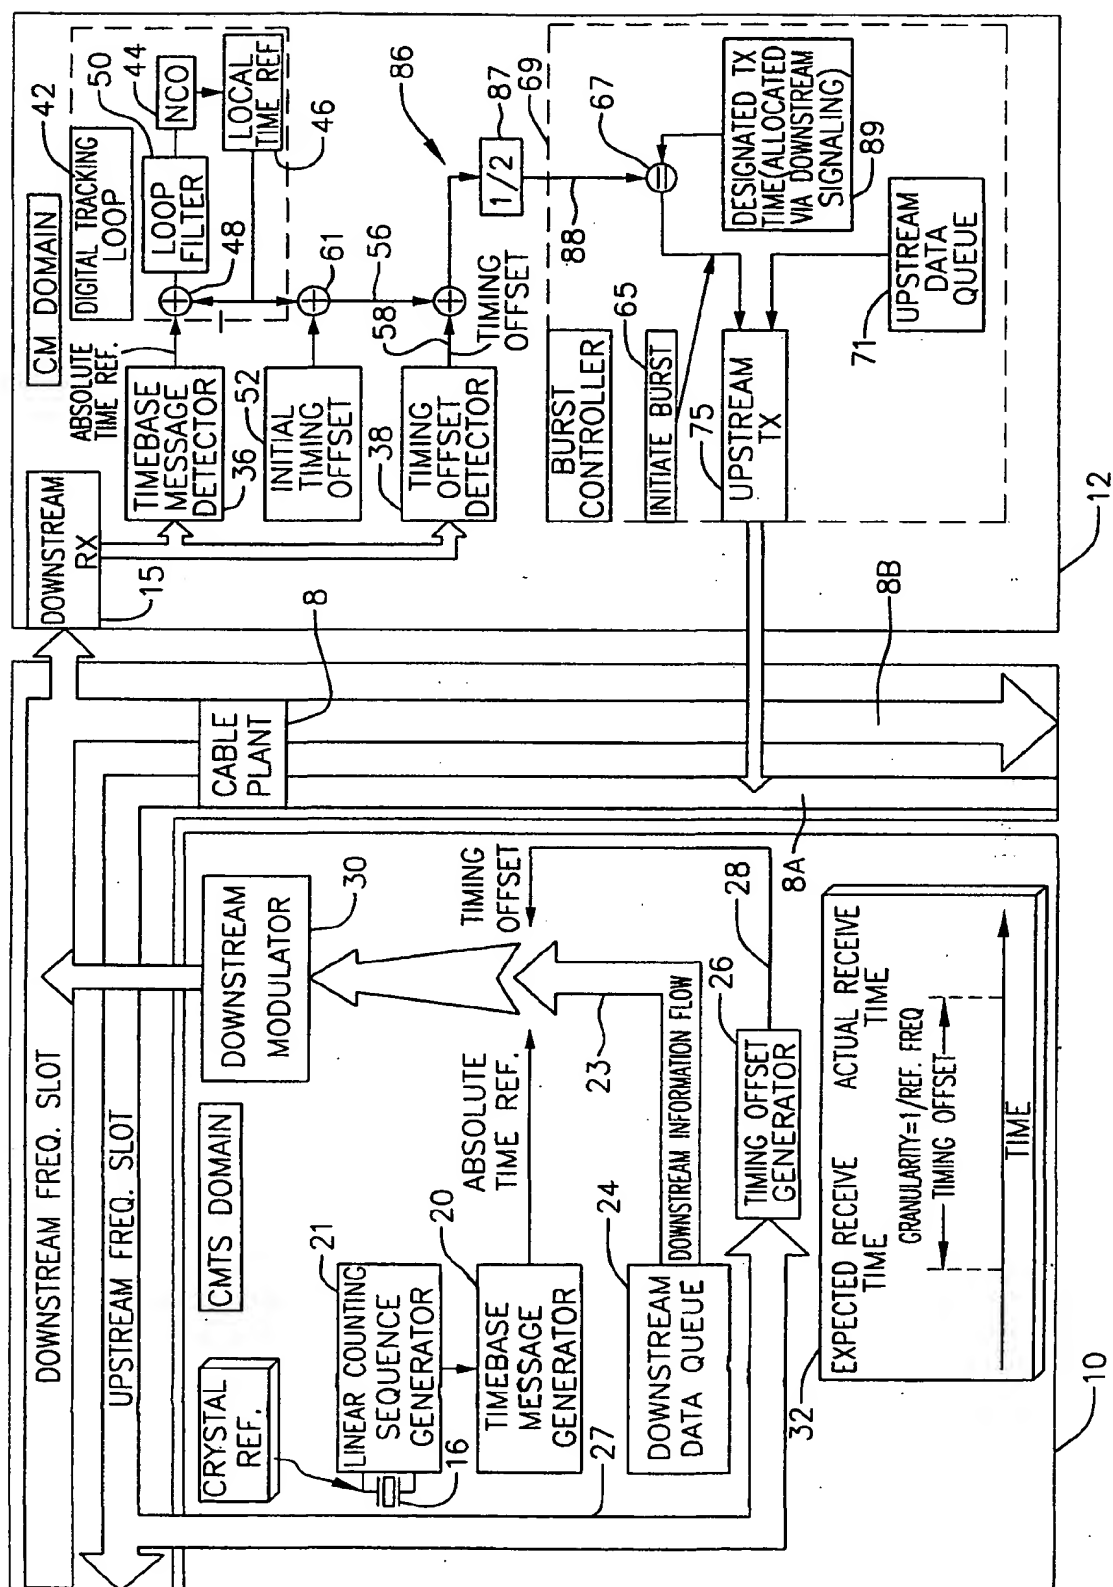 DOWNSTREAM FREQ. SLOT
UPSTREAM FREQ. SLOT
CRYSTAL
REF.
CMTS DOMAIN
DOWNSTREAM
MODULATOR
30
CABLE
PLANT
8
21
LINEAR COUNTING
SEQUENCE
GENERATOR
16
20
TIMEBASE
MESSAGE
GENERATOR
ABSOLUTE
TIME REF.
TIMING
OFFSET
27
24
DOWNSTREAM
DATA QUEUE
DOWNSTREAM INFORMATION FLOW
23
28
26
TIMING OFFSET
GENERATOR
8A
8B
32
EXPECTED RECEIVE
TIME
ACTUAL RECEIVE
TIME
GRANULARITY=1/REF. FREQ
TIMING OFFSET
TIME
10
DOWNSTREAM
RX
15
CM DOMAIN
42
DIGITAL TRACKING
LOOP
50
44
LOOP
FILTER
NCO
LOCAL
TIME REF
46
48
ABSOLUTE
TIME REF.
TIMEBASE
MESSAGE
DETECTOR
36
52
INITIAL
TIMING
OFFSET
61
56
38
TIMING
OFFSET
DETECTOR
58
TIMING
OFFSET
86
87
1/2
88
69
67
BURST
CONTROLLER
65
INITIATE BURST
75
UPSTREAM
TX
DESIGNATED TX
TIME(ALLOCATED
VIA DOWNSTREAM
SIGNALING)
89
71
UPSTREAM
DATA
QUEUE
12